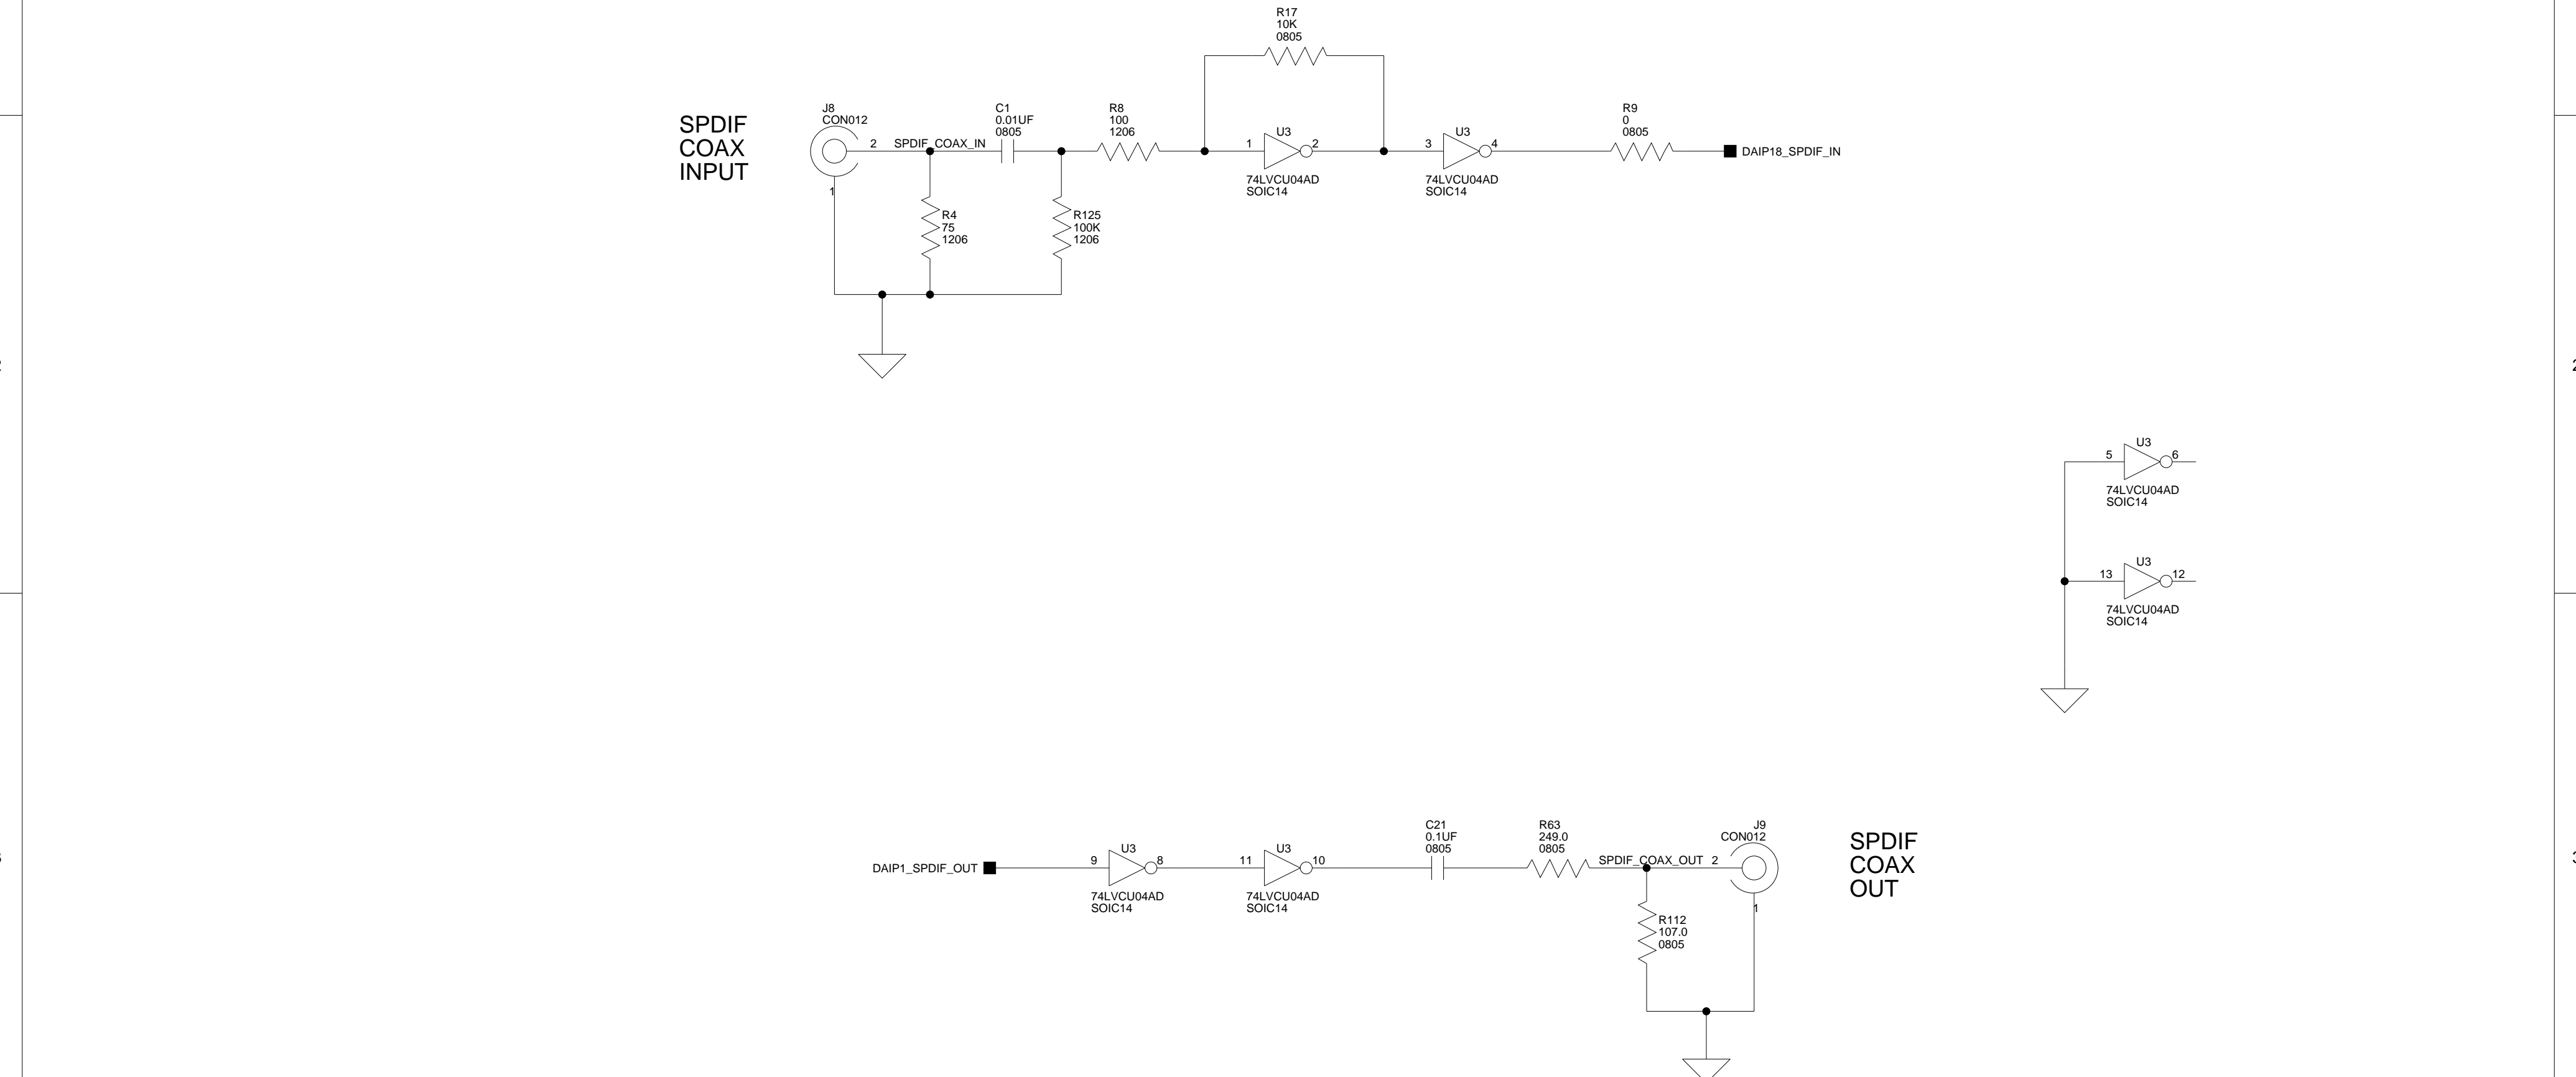 R17
10K
0805
SPDIF
COAX
INPUT
J8
CON012
2
SPDIF_COAX_IN
1
C1
0.01UF
0805
R8
100
1206
R4
75
1206
R125
100K
1206
1
U3
2
74LVCU04AD
SOIC14
3
U3
4
74LVCU04AD
SOIC14
R9
0
0805
DAIP18_SPDIF_IN
5
U3
6
74LVCU04AD
SOIC14
13
U3
12
74LVCU04AD
SOIC14
DAIP1_SPDIF_OUT
9
U3
8
74LVCU04AD
SOIC14
11
U3
10
74LVCU04AD
SOIC14
C21
0.1UF
0805
R63
249.0
0805
SPDIF_COAX_OUT
2
J9
CON012
1
R112
107.0
0805
SPDIF
COAX
OUT